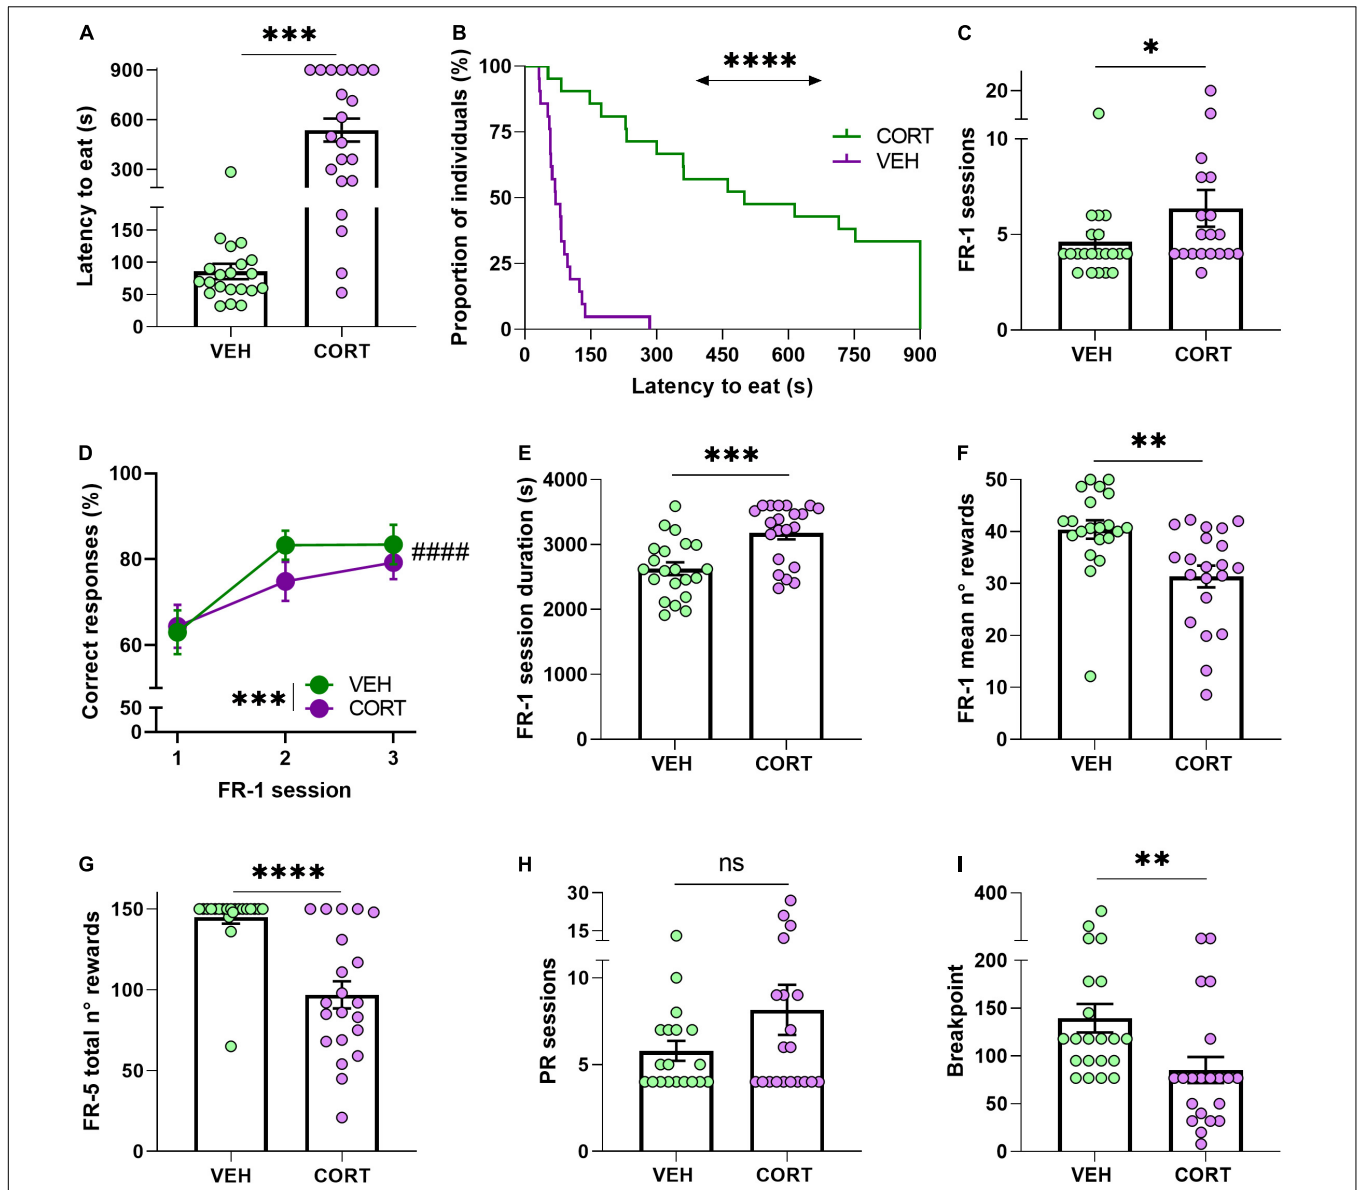 A
***
Latency to eat (s)
900
600
300
150
100
50
0
VEH
CORT
B
****
Proportion of individuals (%)
100
75
50
25
0
CORT
VEH
0
150
300
450
600
750
900
Latency to eat (s)
C
*
FR-1 sessions
20
10
5
0
VEH
CORT
D
Correct responses (%)
100
80
60
50
0
####
***
VEH
CORT
1
2
3
FR-1 session
E
***
FR-1 session duration (s)
4000
3000
2000
1000
0
VEH
CORT
F
**
FR-1 mean n° rewards
50
40
30
20
10
0
VEH
CORT
G
****
FR-5 total n° rewards
150
100
50
0
VEH
CORT
H
ns
PR sessions
30
15
10
5
0
VEH
CORT
I
**
Breakpoint
400
200
150
100
50
0
VEH
CORT